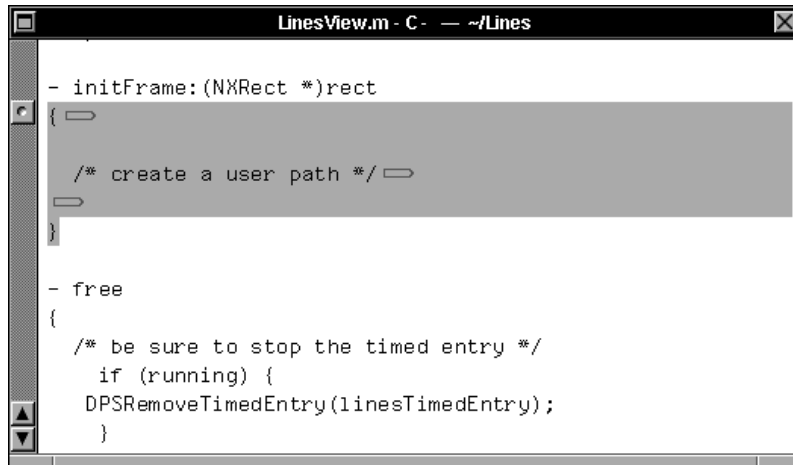 LinesView.m - C - — ~/Lines
- initFrame:(NXRect *)rect
{
/* create a user path */
}
- free
{
/* be sure to stop the timed entry */
if (running) {
DPSRemoveTimedEntry(linesTimedEntry);
}